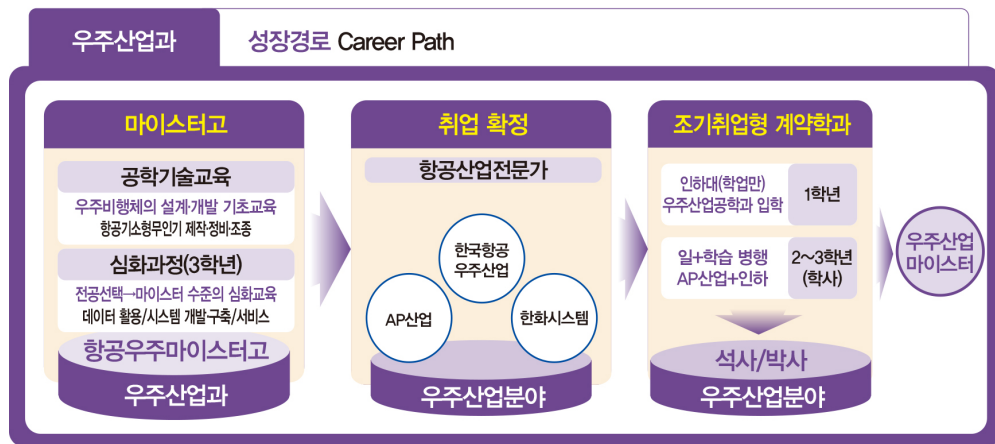 우주산업과
성장경로 Career Path
마이스터고
공학기술교육
우주비행체의 설계·개발 기초교육
항공기소형무인기 제작·정비·조종
심화과정(3학년)
전공선택→마이스터 수준의 심화교육
데이터 활용/시스템 개발·구축/서비스
항공우주마이스터고
우주산업과
취업 확정
항공산업전문가
한국항공
우주산업
AP산업
한화시스템
우주산업분야
조기취업형 계약학과
인하대(학업만)
우주산업공학과 입학
1학년
일+학습 병행
AP산업+인하
2~3학년
(학사)
석사/박사
우주산업분야
우주산업
마이스터